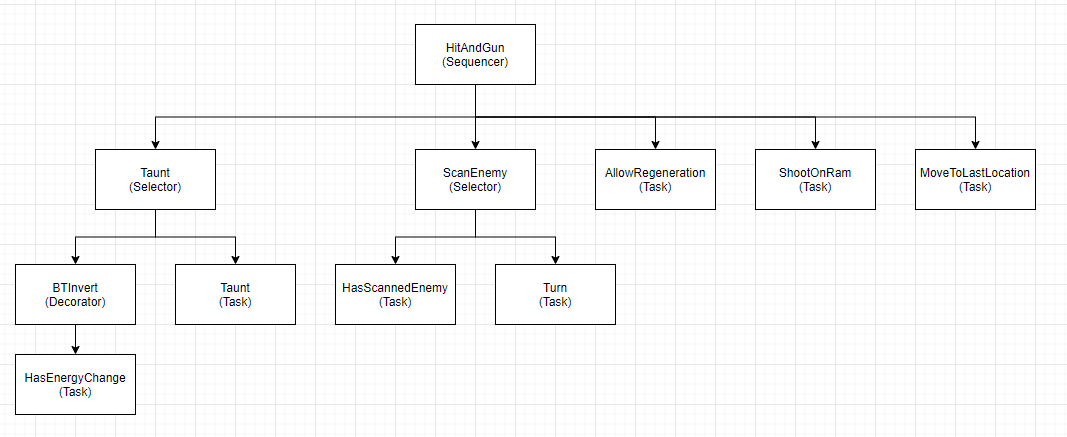 HitAndGun
(Sequencer)
Taunt
(Selector)
ScanEnemy
(Selector)
AllowRegeneration
(Task)
ShootOnRam
(Task)
MoveToLastLocation
(Task)
BTInvert
(Decorator)
Taunt
(Task)
HasScannedEnemy
(Task)
Turn
(Task)
HasEnergyChange
(Task)